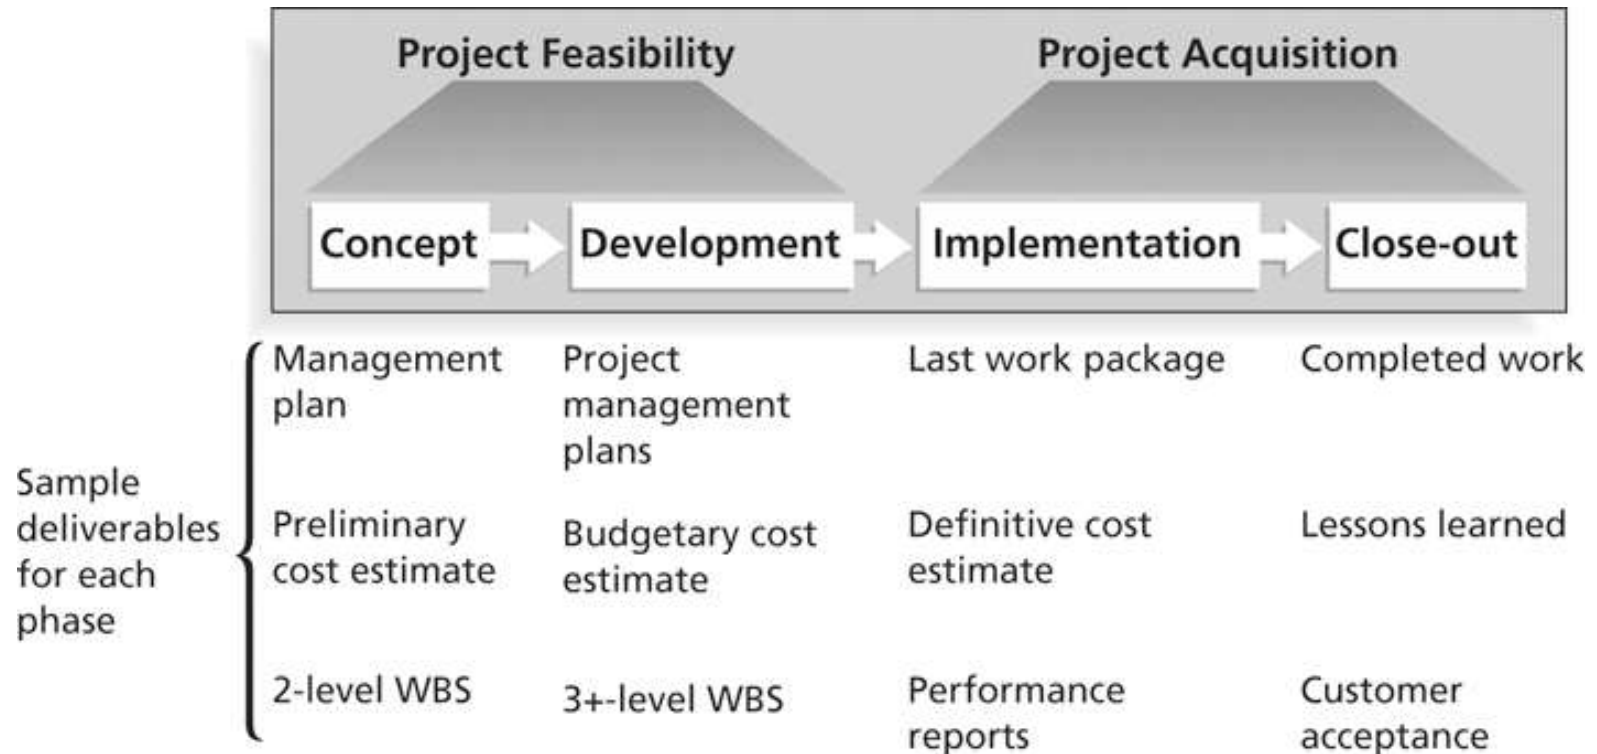 Project Feasibility
Project Acquisition
Concept
Development
Implementation
Close-out
Sample
deliverables
for each
phase
Management
plan
Project
management
plans
Last work package
Completed work
Preliminary
cost estimate
Budgetary cost
estimate
Definitive cost
estimate
Lessons learned
2-level WBS
3+-level WBS
Performance
reports
Customer
acceptance